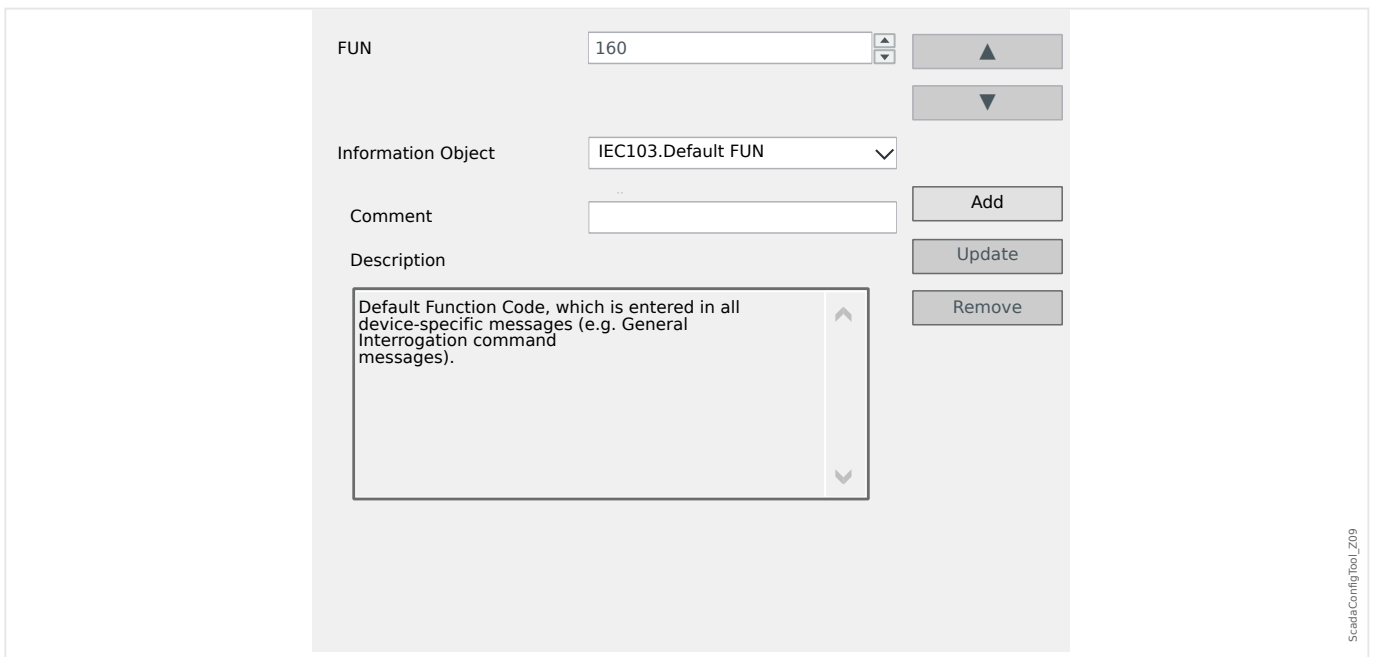 FUN
160
▲
▼
Information Object
IEC103.Default FUN
Add
Comment
Update
Description
Default Function Code, which is entered in all
device-specific messages (e.g. General
Interrogation command
messages).
Remove
ScadaConfigTool_Z09